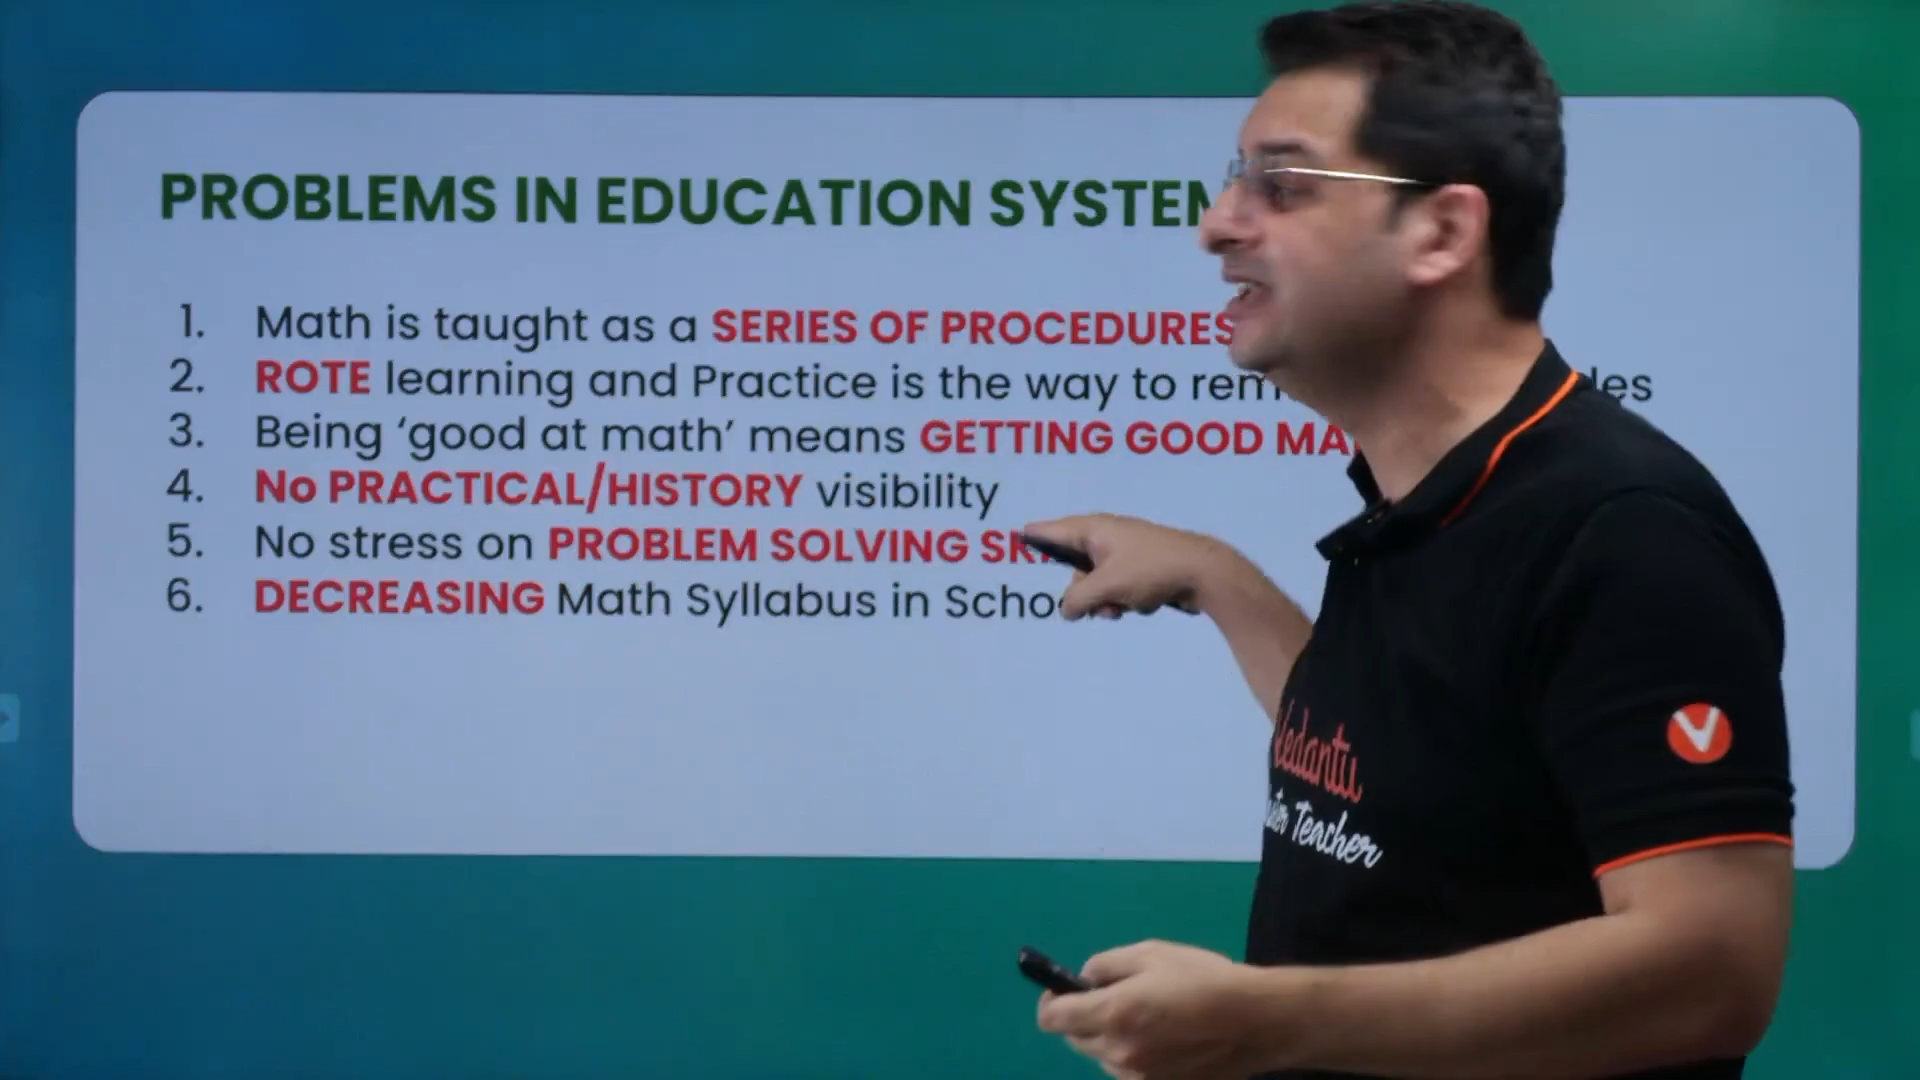 PROBLEMS IN EDUCATION SYSTEM
1. Math is taught as a SERIES OF PROCEDURES
2. ROTE learning and Practice is the way to
3. Being ‘good at math’ means GETTING GOOD
4. No PRACTICAL/HISTORY visibility
5. No stress on PROBLEM SOLVING
6. DECREASING Math Syllabus in
Vedantu
Teacher
V